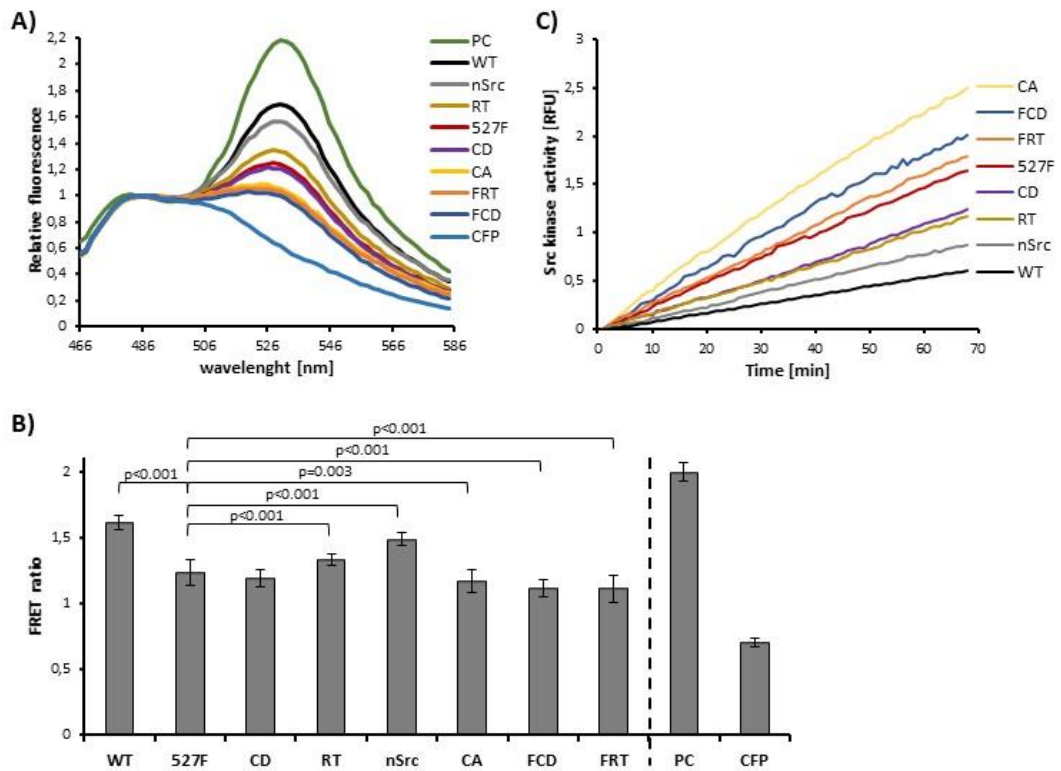 A)
Relative fluorescence
2,2
2
1,8
1,6
1,4
1,2
1
0,8
0,6
0,4
0,2
0
466 486 506 526 546 566 586
wavelenght [nm]
PC
WT
nSrc
RT
527F
CD
CA
FRT
FCD
CFP
C)
Src kinase activity [RFU]
3
2,5
2
1,5
1
0,5
0
0 10 20 30 40 50 60 70
Time [min]
CA
FCD
FRT
527F
CD
RT
nSrc
WT
B)
FRET ratio
2
1,5
1
0,5
0
p<0.001
p<0.001
p<0.001 p=0.003
p<0.001
p<0.001
WT 527F CD RT nSrc CA FCD FRT PC CFP